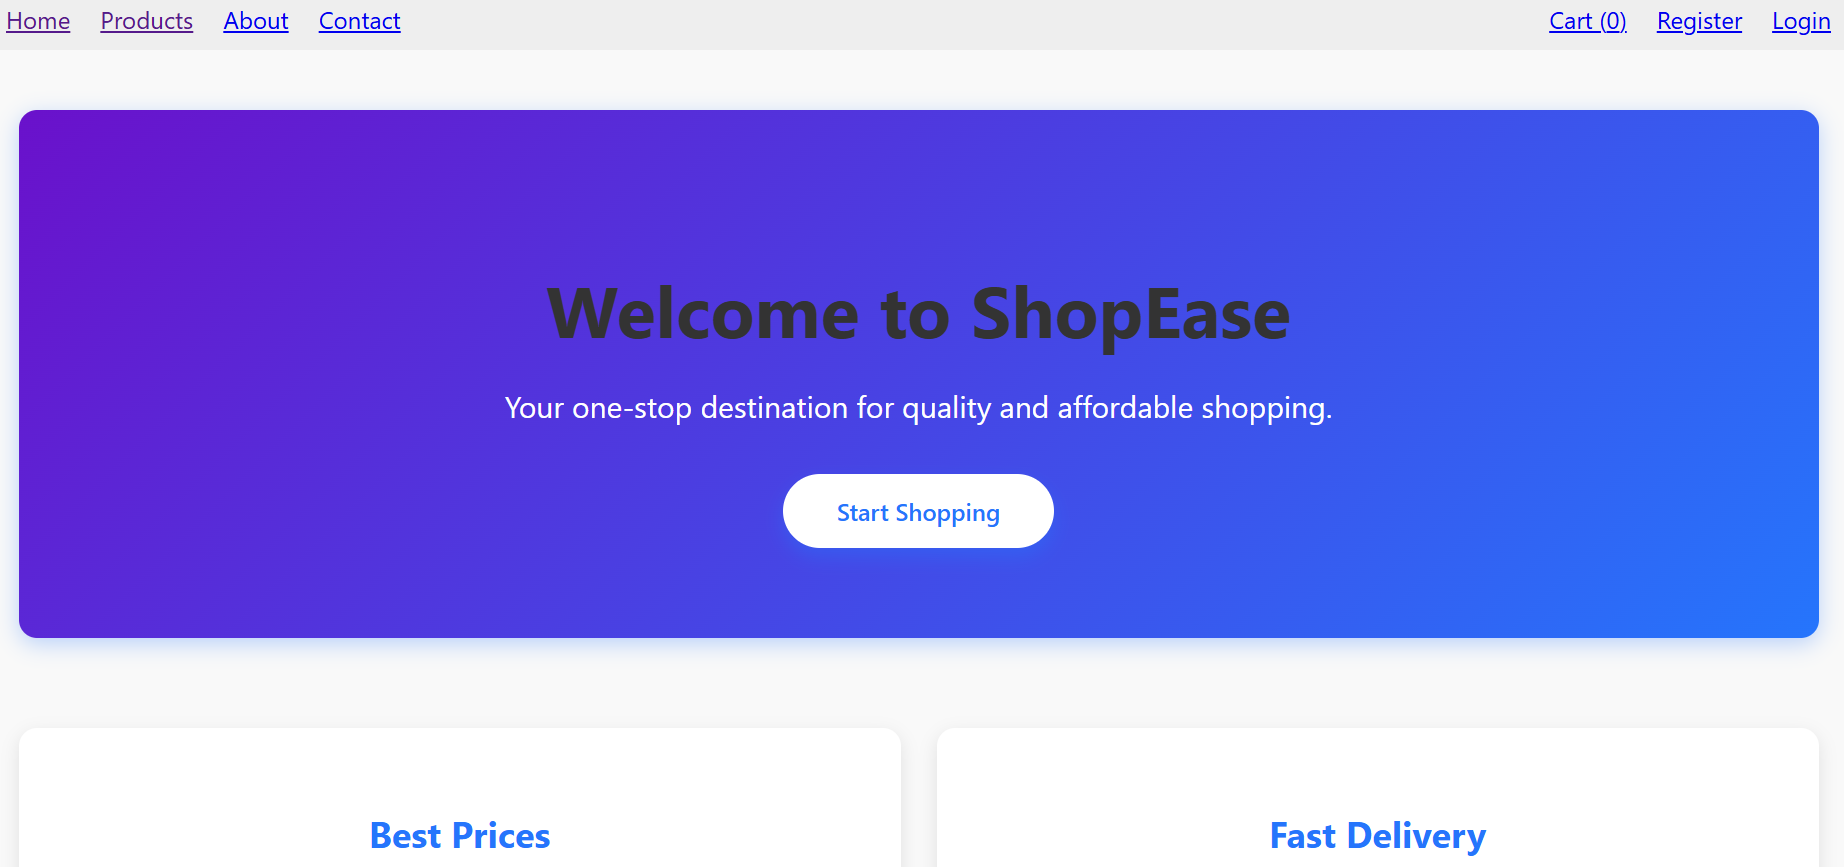 Home Products About Contact Cart (0) Register Login
Welcome to ShopEase
Your one-stop destination for quality and affordable shopping.
Start Shopping
Best Prices
Fast Delivery